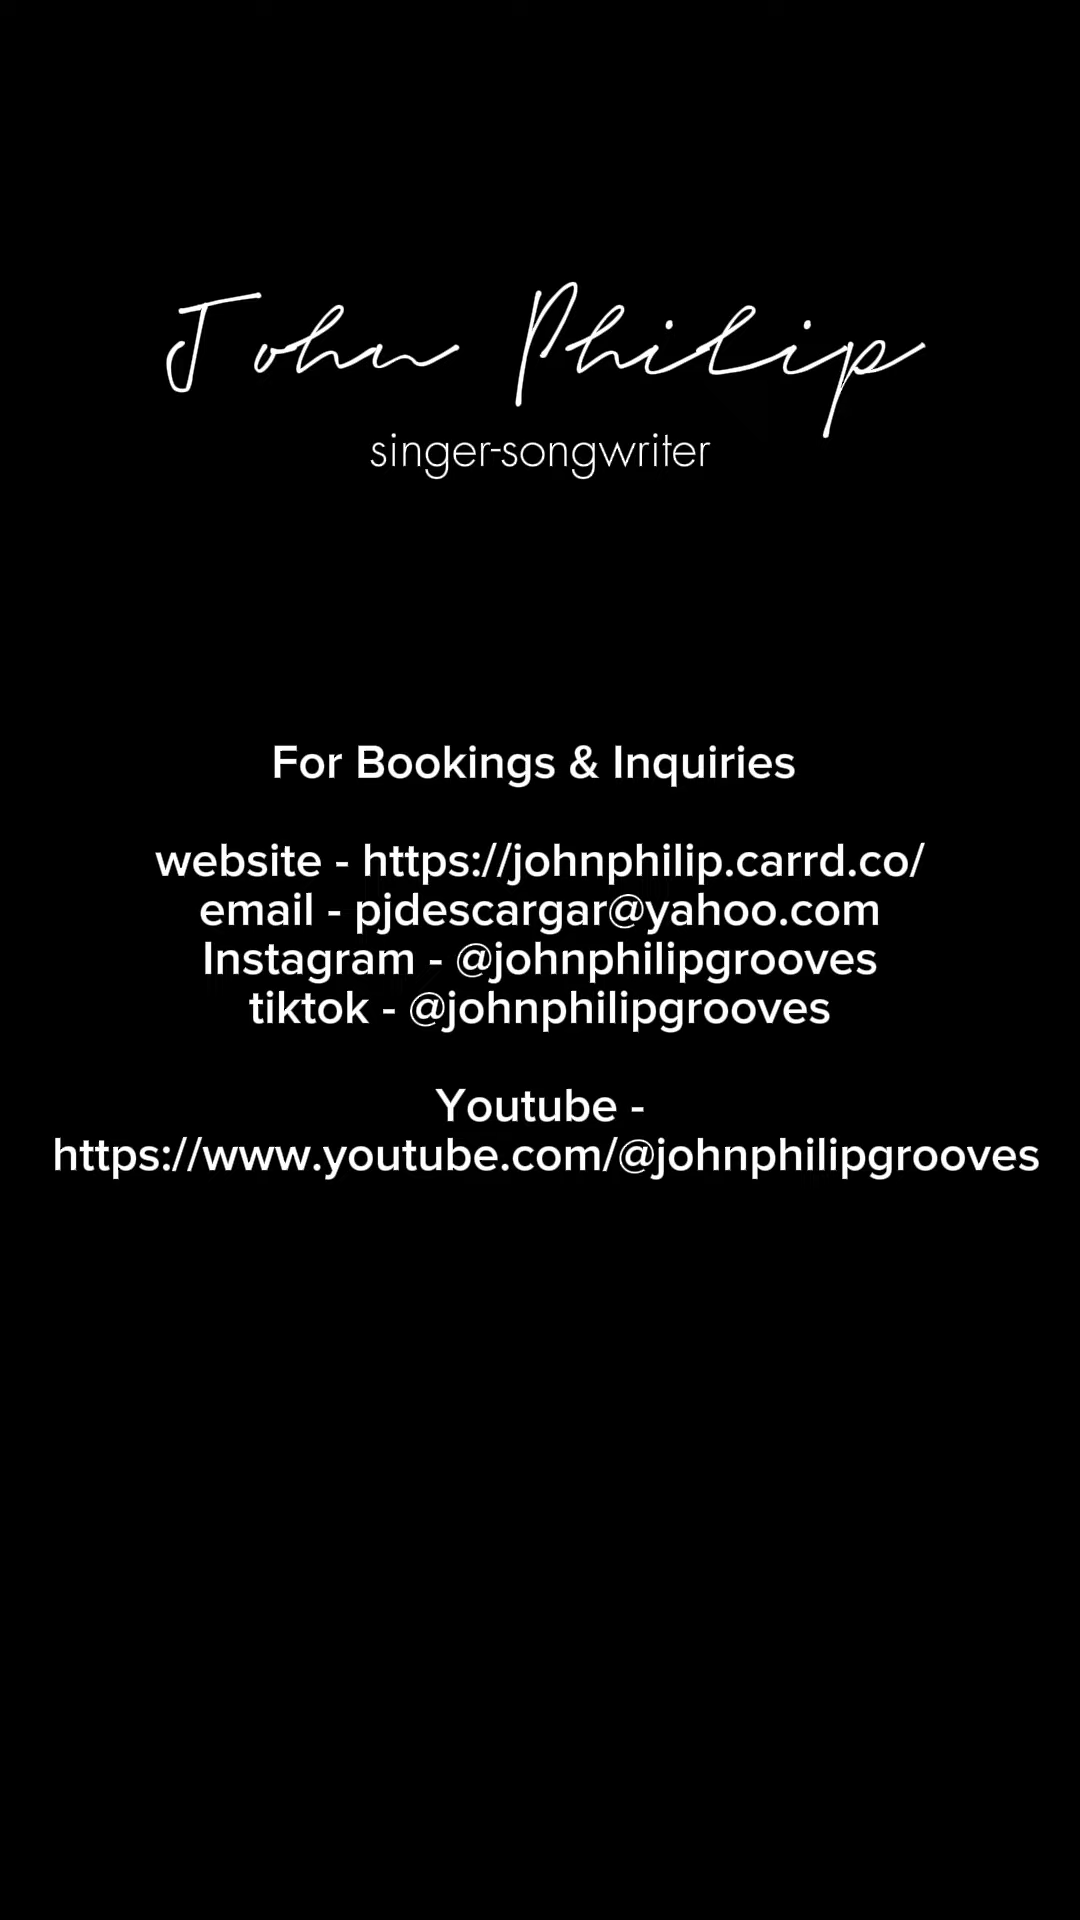 John Philip
singer-songwriter
For Bookings & Inquiries
website - https://johnphilip.carrd.co/
email - pjdescargar@yahoo.com
Instagram - @johnphilipgrooves
tiktok - @johnphilipgrooves
Youtube -
https://www.youtube.com/@johnphilipgrooves